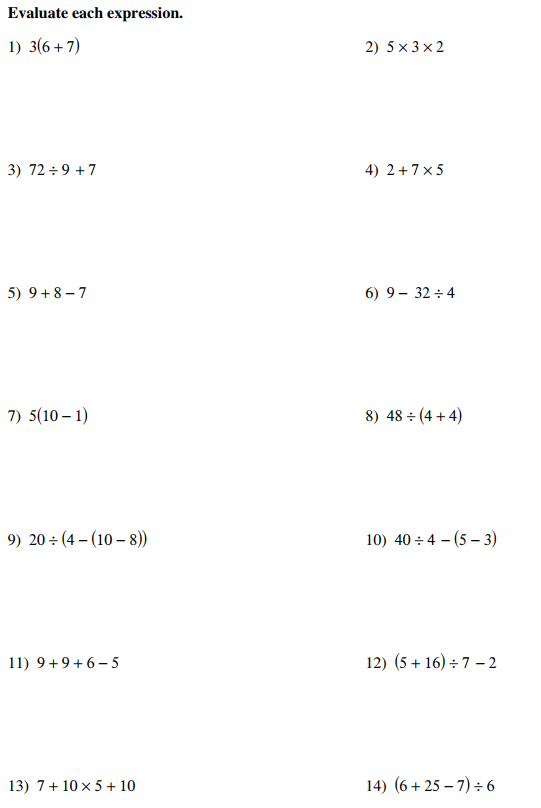 Evaluate each expression.
1) 3(6 + 7)
2) 5 × 3 × 2
3) 72 ÷ 9 + 7
4) 2 + 7 × 5
5) 9 + 8 − 7
6) 9 − 32 ÷ 4
7) 5(10 − 1)
8) 48 ÷ (4 + 4)
9) 20 ÷ (4 − (10 − 8))
10) 40 ÷ 4 − (5 − 3)
11) 9 + 9 + 6 − 5
12) (5 + 16) ÷ 7 − 2
13) 7 + 10 × 5 + 10
14) (6 + 25 − 7) ÷ 6